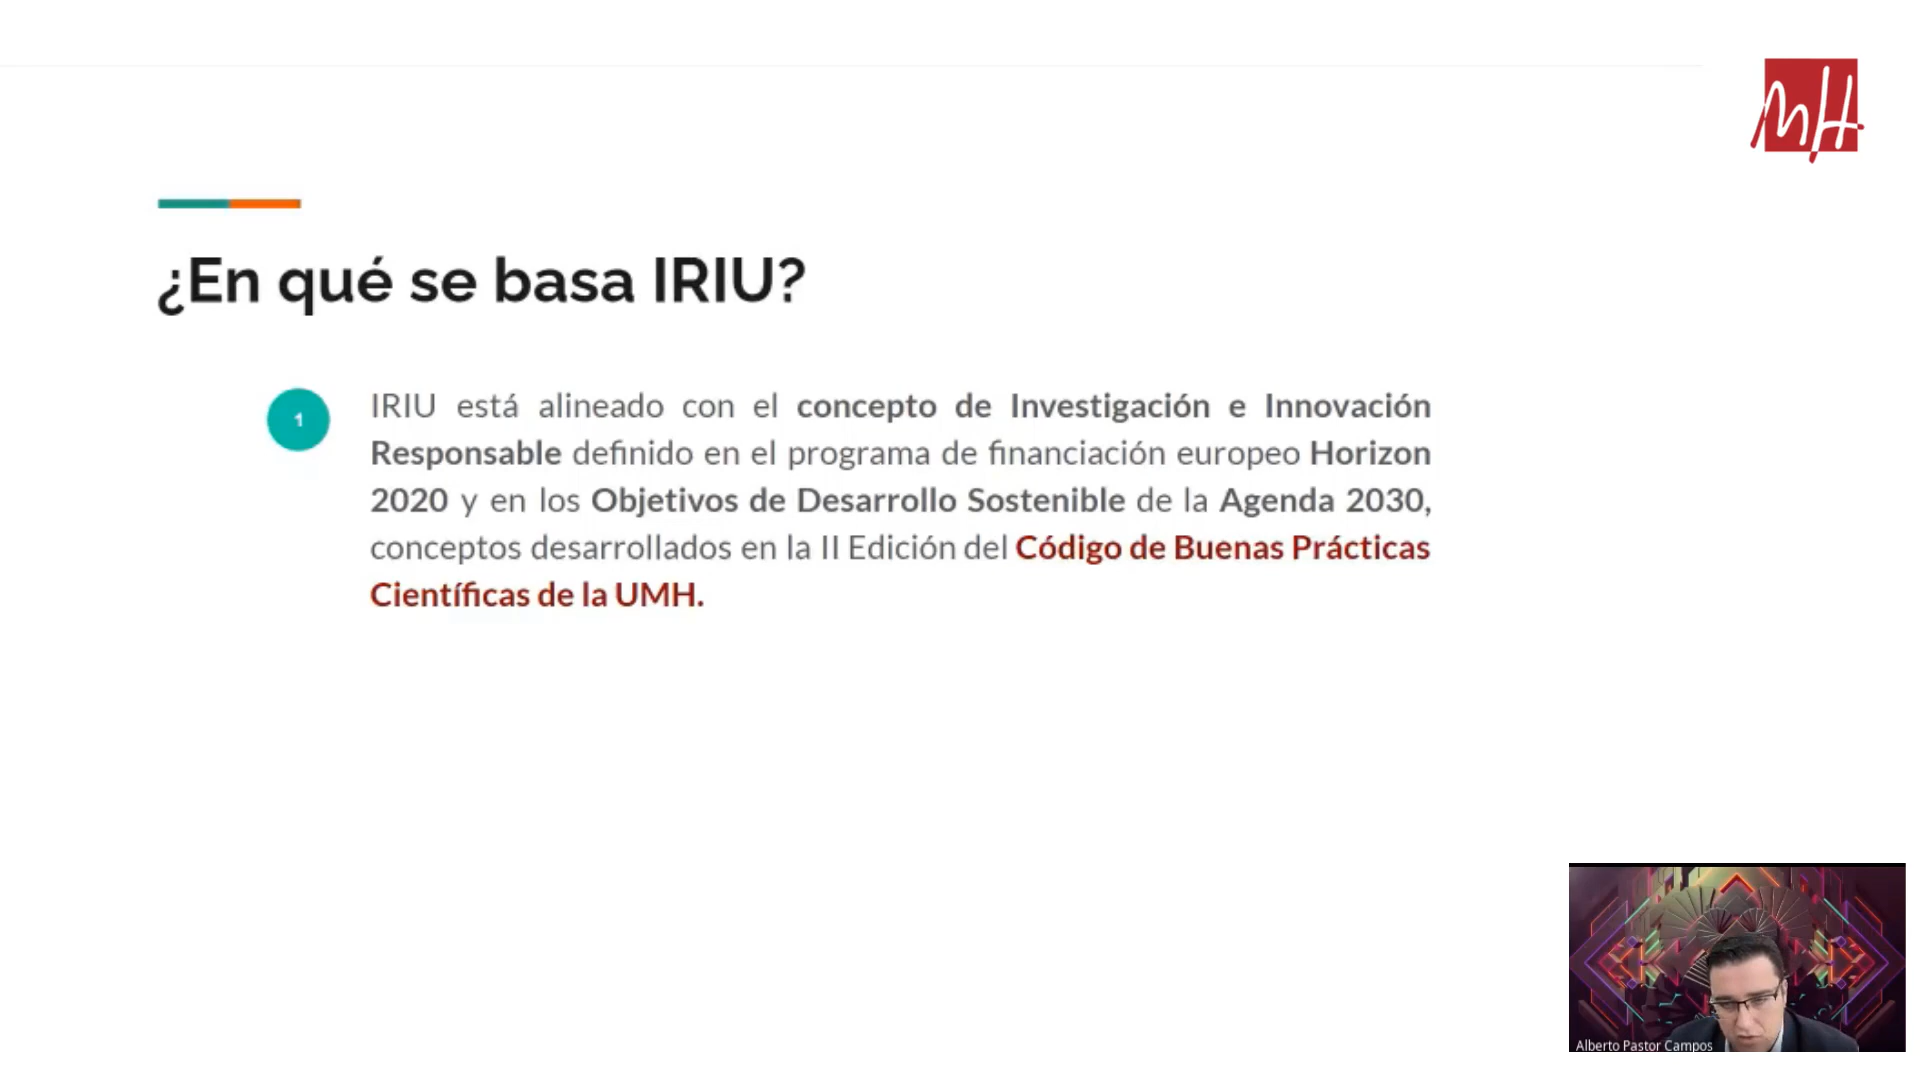 MH
¿En qué se basa IRIU?
1
IRIU está alineado con el concepto de Investigación e Innovación
Responsable definido en el programa de financiación europeo Horizon
2020 y en los Objetivos de Desarrollo Sostenible de la Agenda 2030,
conceptos desarrollados en la II Edición del Código de Buenas Prácticas
Científicas de la UMH.
Alberto Pastor Campos